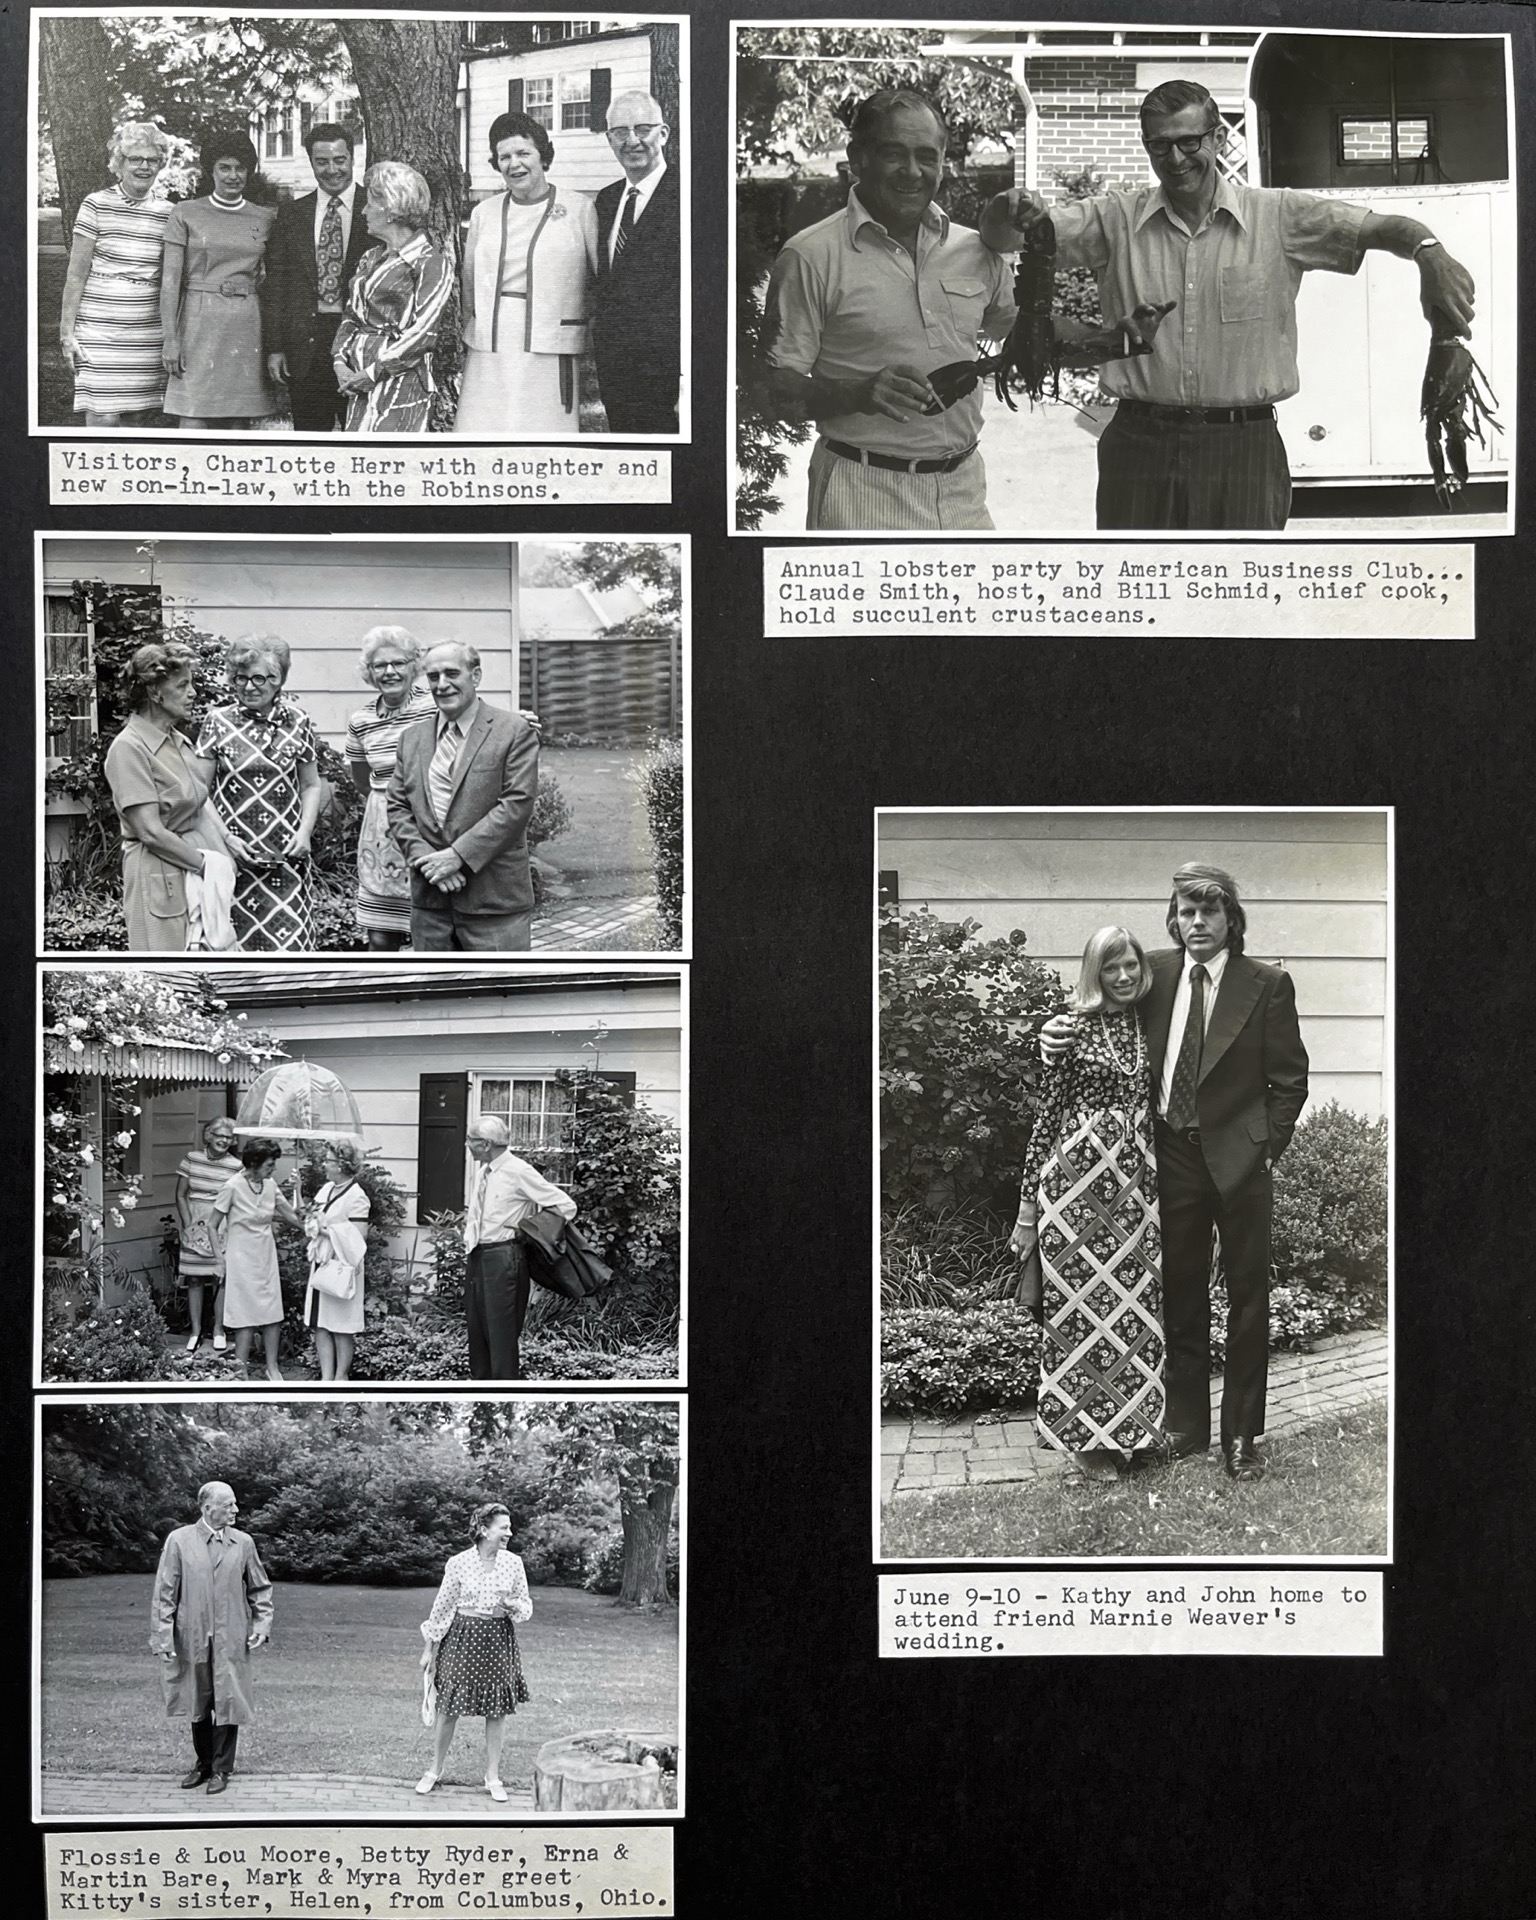 Visitors, Charlotte Herr with daughter and
new son-in-law, with the Robinsons.
Annual lobster party by American Business Club...
Claude Smith, host, and Bill Schmid, chief cook,
hold succulent crustaceans.
June 9-10 - Kathy and John home to
attend friend Marnie Weaver's
wedding.
Flossie & Lou Moore, Betty Ryder, Erna &
Martin Bare, Mark & Myra Ryder greet
Kitty's sister, Helen, from Columbus, Ohio.